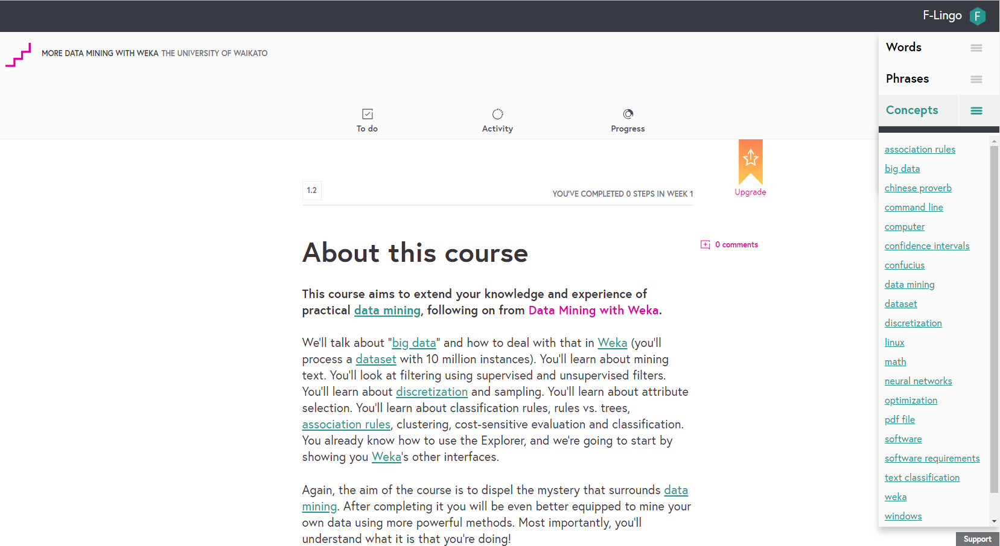 F-Lingo F
MORE DATA MINING WITH WEKA THE UNIVERSITY OF WAIKATO
Words
Phrases
Concepts
To do
Activity
Progress
1.2
YOU'VE COMPLETED 0 STEPS IN WEEK 1
Upgrade
About this course
0 comments
This course aims to extend your knowledge and experience of
practical data mining, following on from Data Mining with Weka.
We'll talk about "big data" and how to deal with that in Weka (you'll
process a dataset with 10 million instances). You'll learn about mining
text. You'll look at filtering using supervised and unsupervised filters.
You'll learn about discretization and sampling. You'll learn about attribute
selection. You'll learn about classification rules, rules vs. trees,
association rules, clustering, cost-sensitive evaluation and classification.
You already know how to use the Explorer, and we're going to start by
showing you Weka's other interfaces.
Again, the aim of the course is to dispel the mystery that surrounds data
mining. After completing it you will be even better equipped to mine your
own data using more powerful methods. Most importantly, you'll
understand what it is that you're doing!
association rules
big data
chinese proverb
command line
computer
confidence intervals
confucius
data mining
dataset
discretization
linux
math
neural networks
optimization
pdf file
software
software requirements
text classification
weka
windows
Support